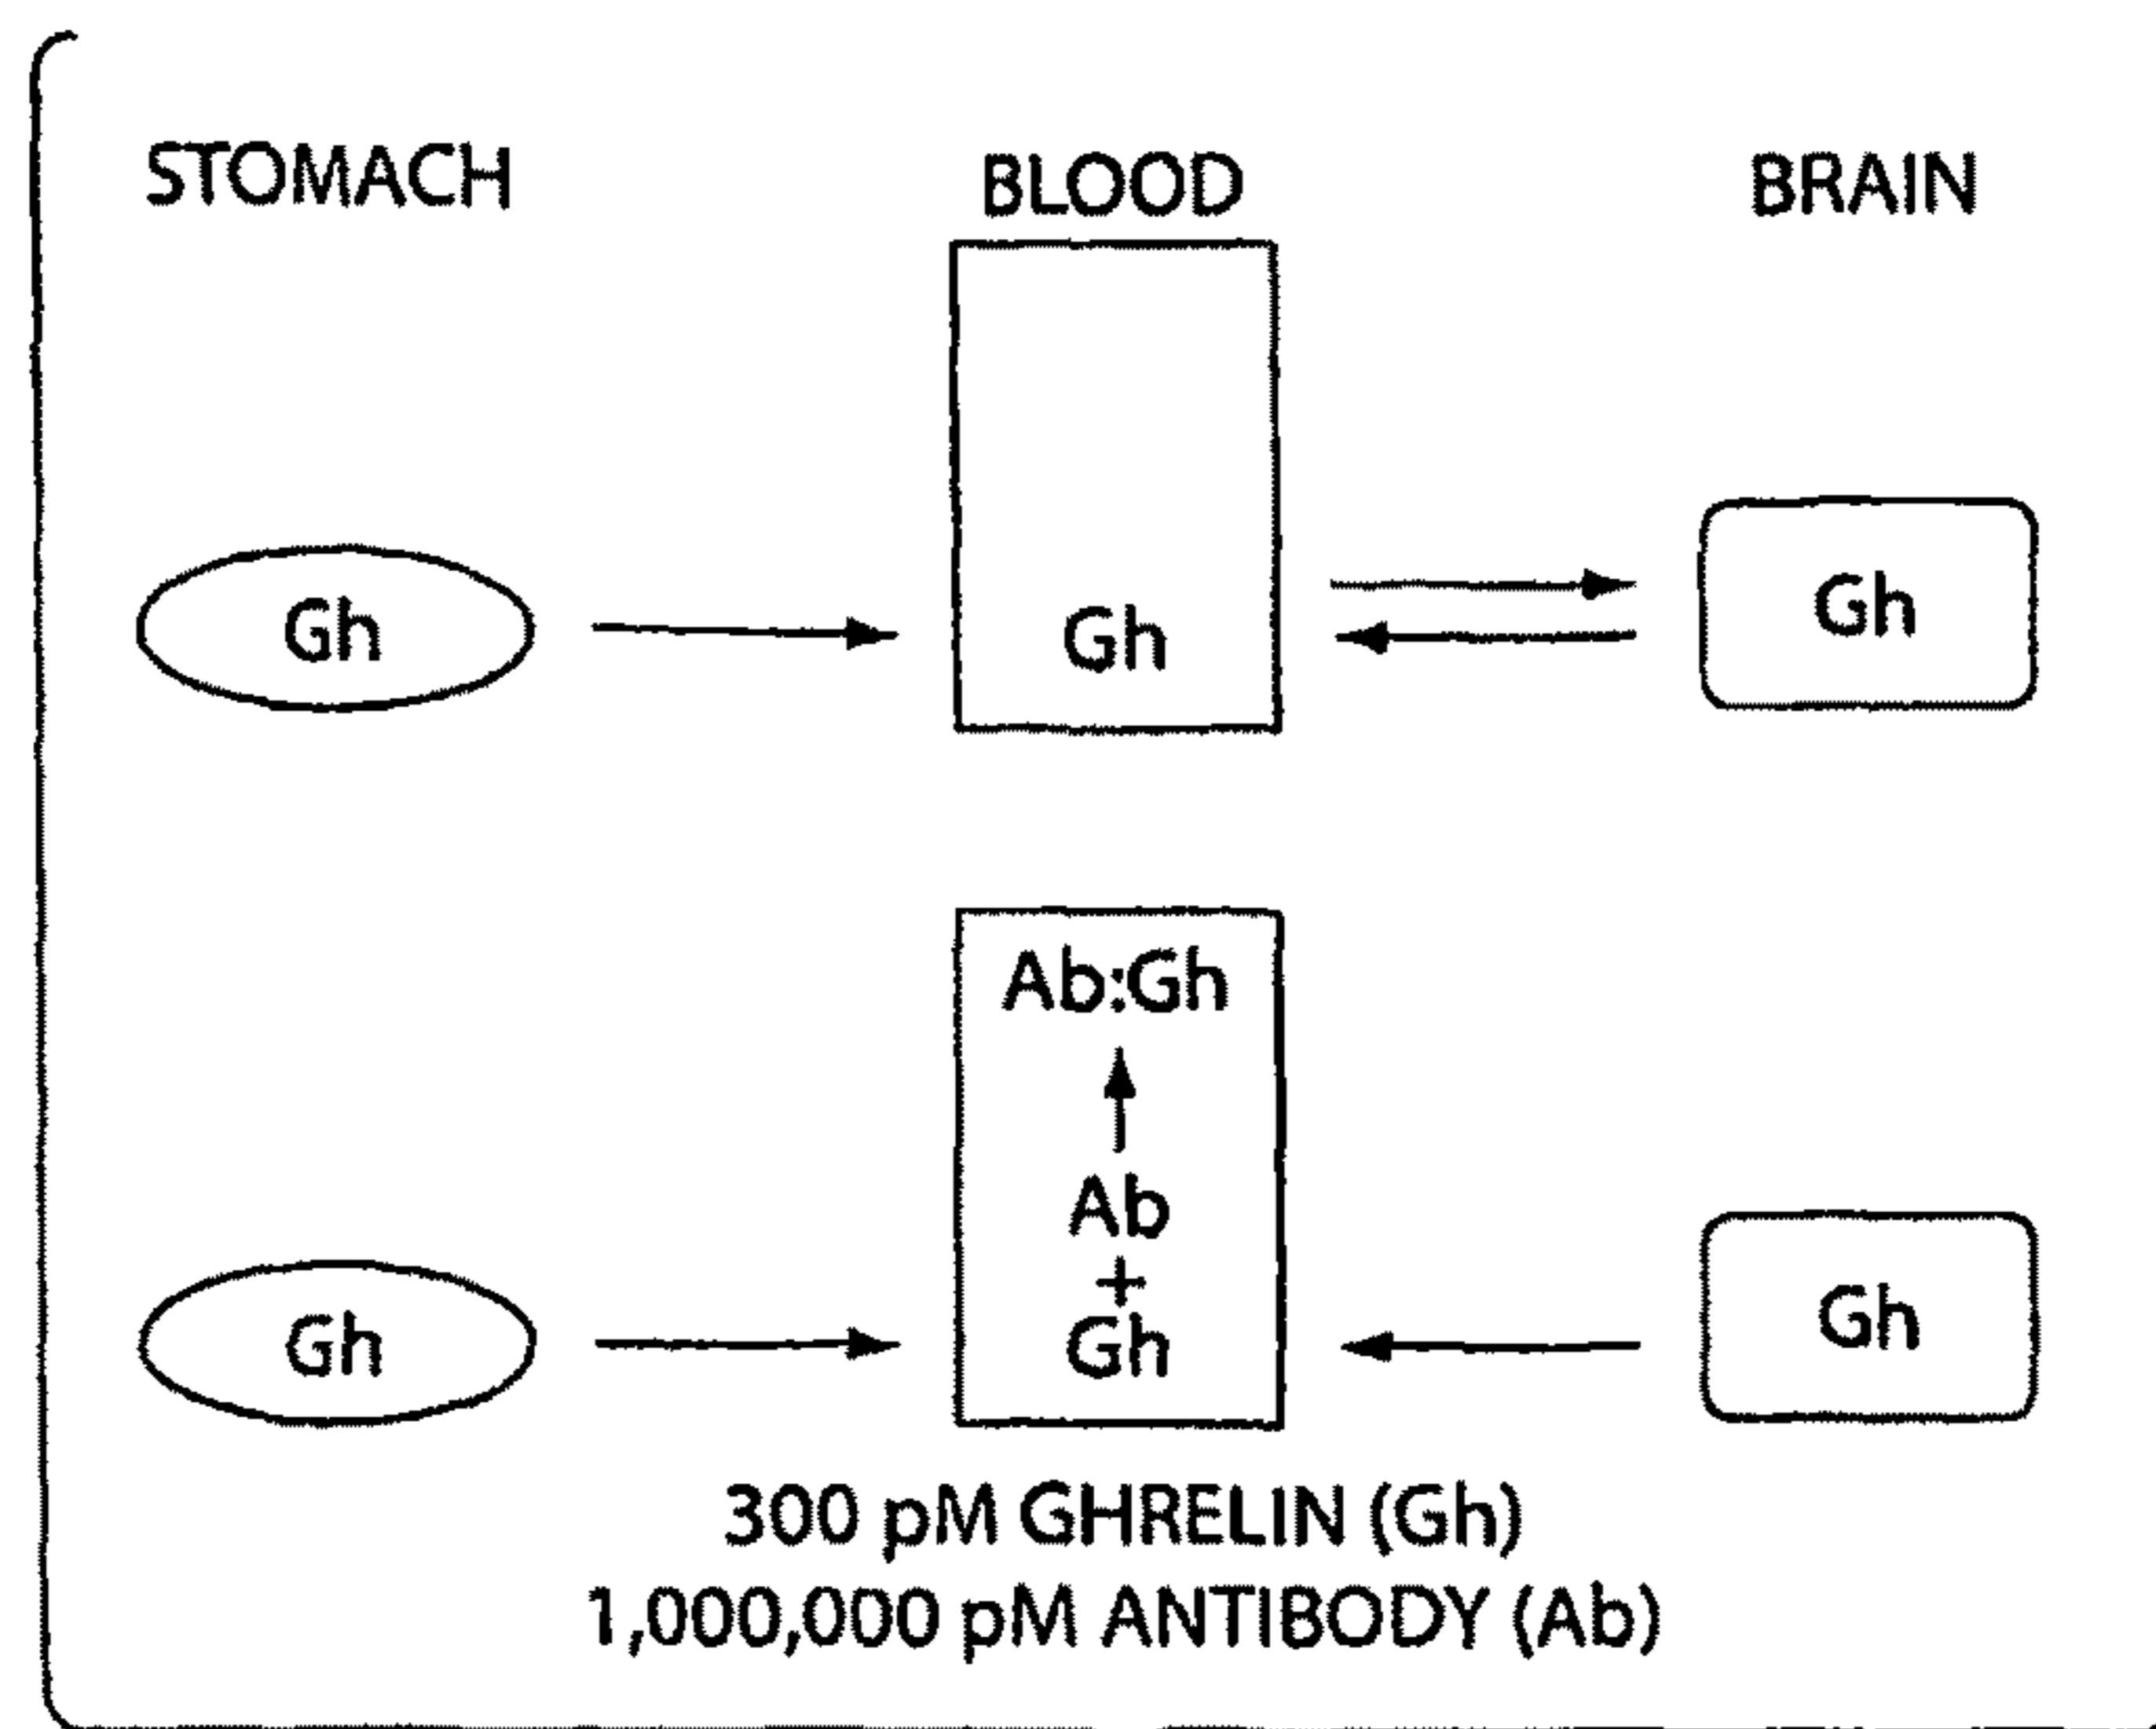 STOMACH BLOOD BRAIN
Gh Gh Gh
Ab:Gh
Ab
+
Gh Gh Gh
300 pM GHRELIN (Gh)
1,000,000 pM ANTIBODY (Ab)